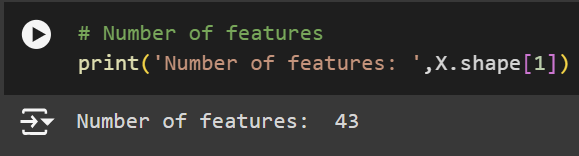 # Number of features
print('Number of features: ',X.shape[1])
Number of features:  43